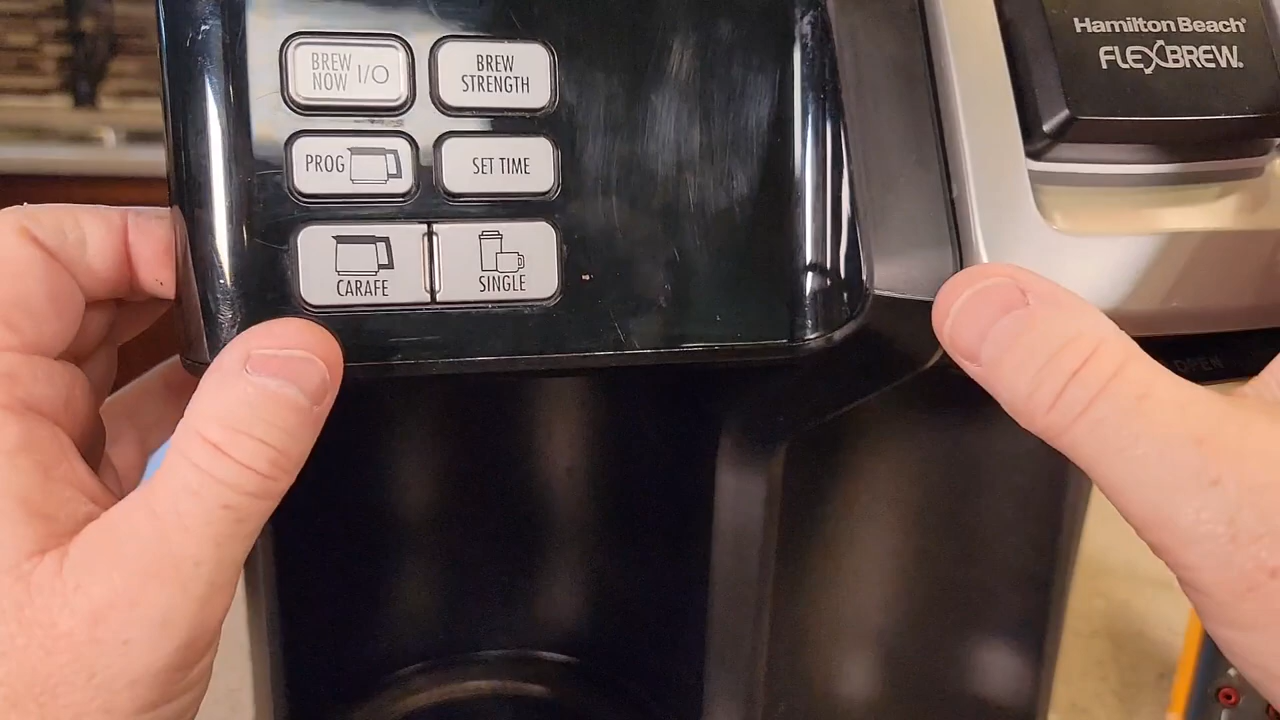 Hamilton Beach®
FLEXBREW®
BREW
NOW I/O
BREW
STRENGTH
PROG
SET TIME
CARAFE
SINGLE
OPEN